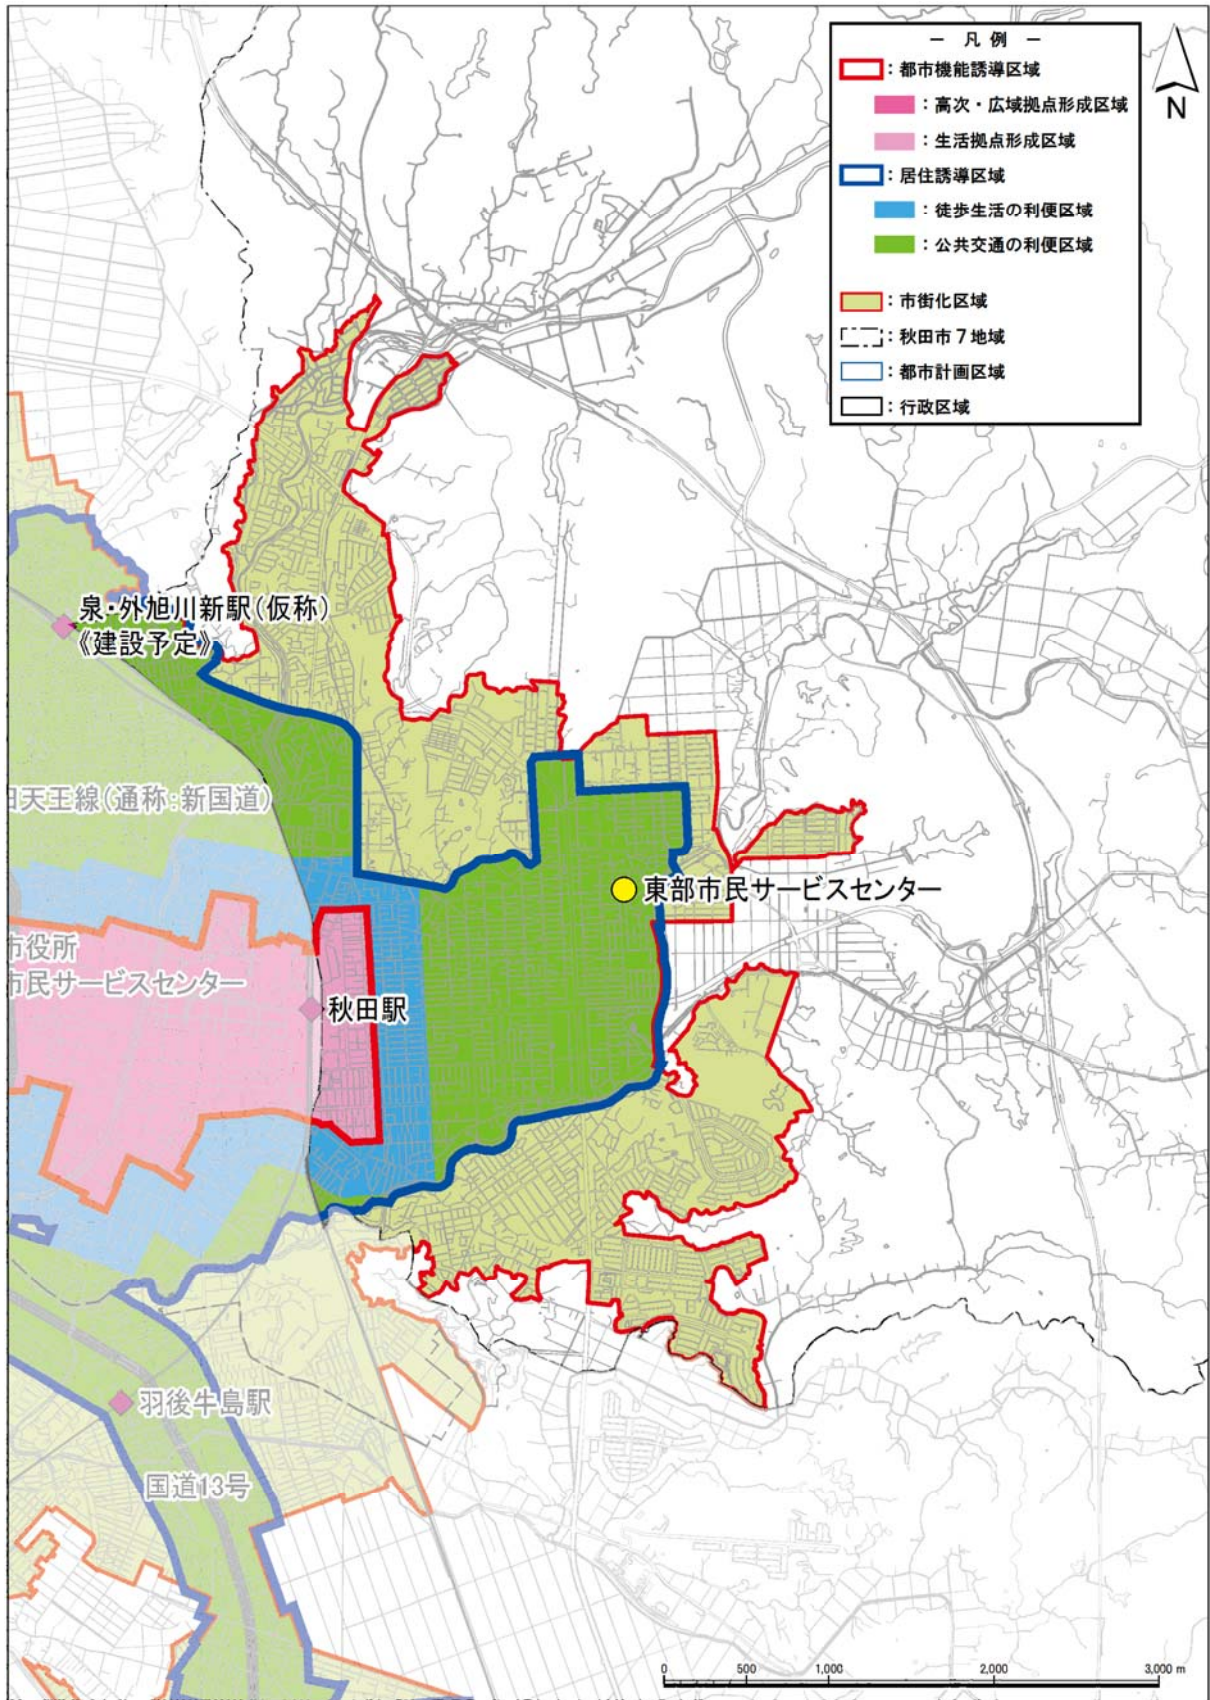 ― 凡 例 ―
：都市機能誘導区域
：高次・広域拠点形成区域
：生活拠点形成区域
：居住誘導区域
：徒歩生活の利便区域
：公共交通の利便区域
：市街化区域
：秋田市７地域
：都市計画区域
：行政区域
N
泉・外旭川新駅（仮称）
《建設予定》
天王線（通称：新国道）
東部市民サービスセンター
市役所
市民サービスセンター
秋田駅
羽後牛島駅
国道13号
0 500 1,000 2,000 3,000 m